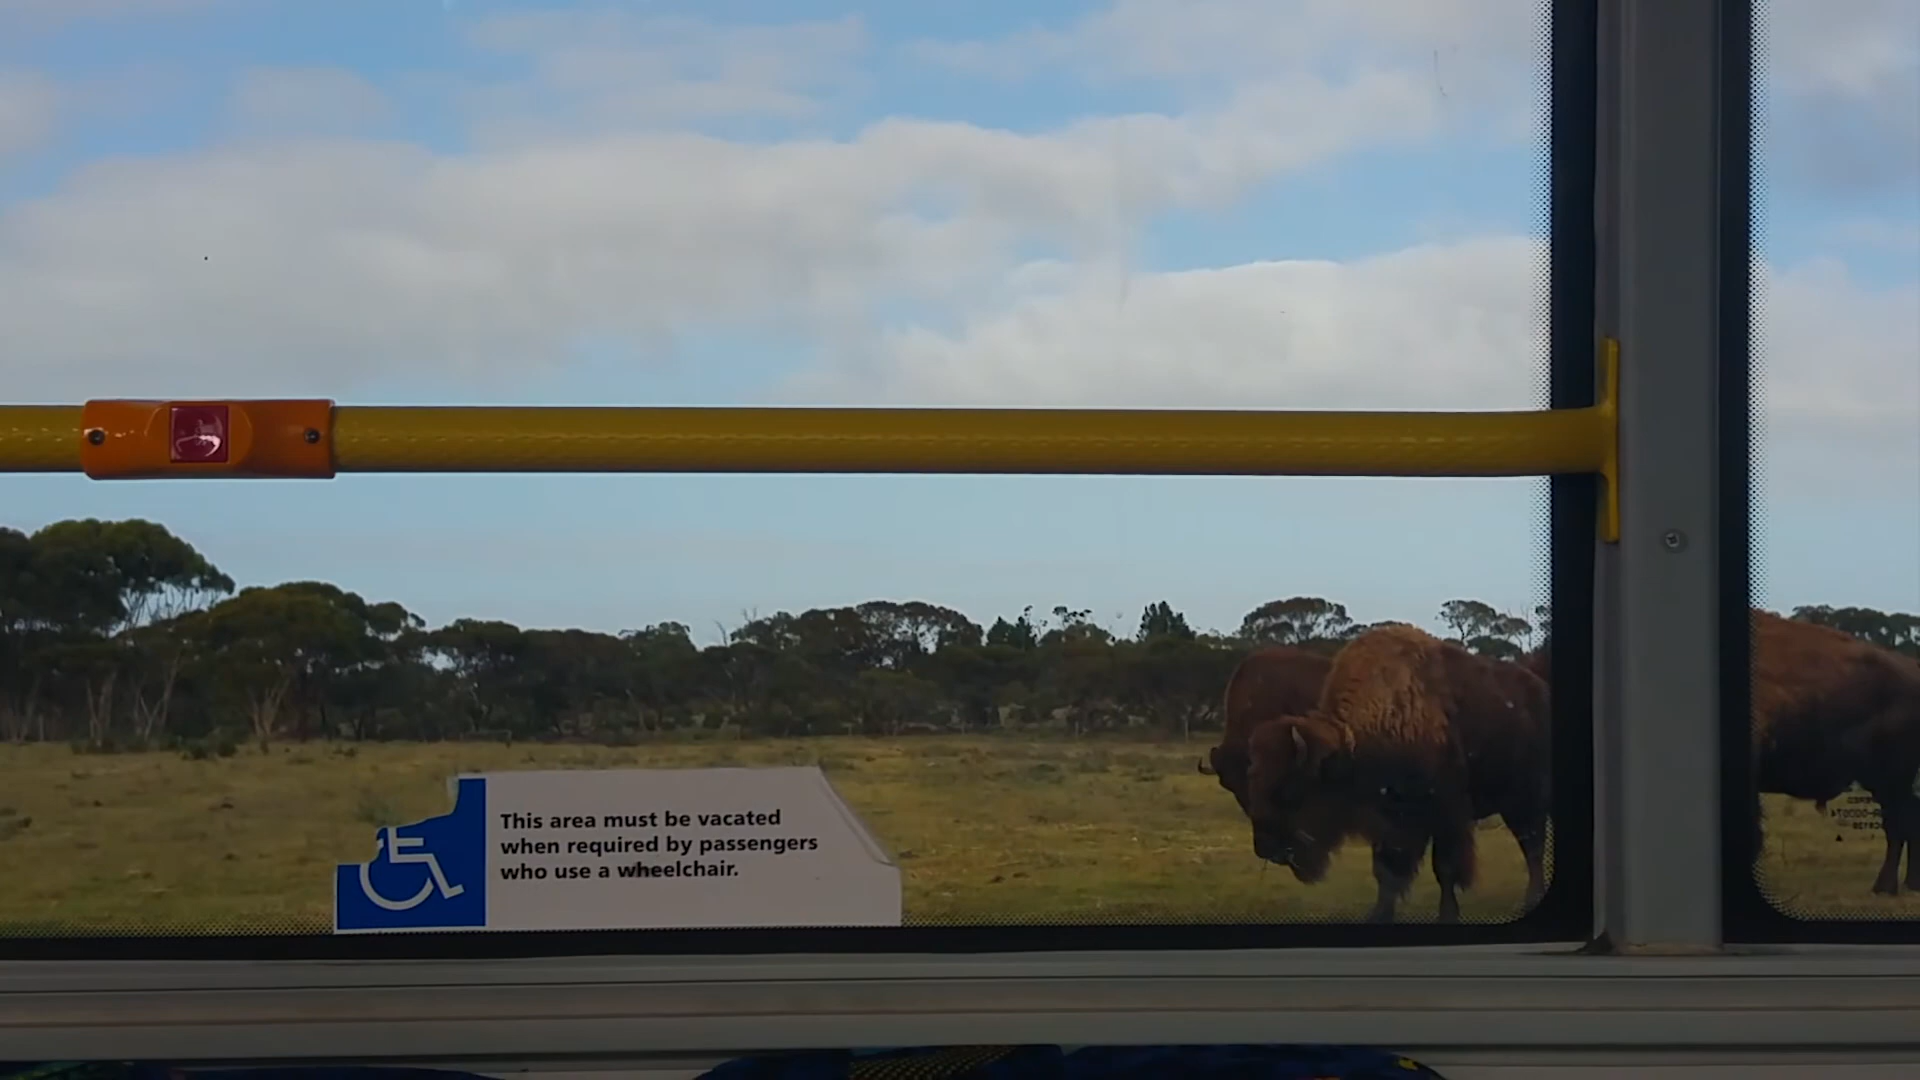 This area must be vacated
when required by passengers
who use a wheelchair.